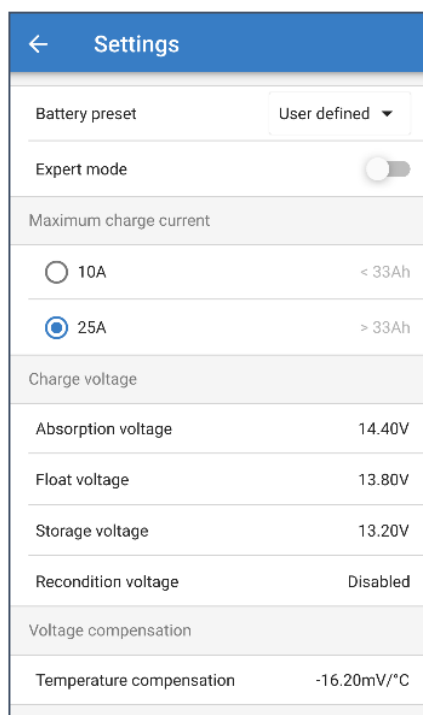 Settings
Battery preset User defined
Expert mode
Maximum charge current
10A < 33Ah
25A > 33Ah
Charge voltage
Absorption voltage 14.40V
Float voltage 13.80V
Storage voltage 13.20V
Recondition voltage Disabled
Voltage compensation
Temperature compensation -16.20mV/°C